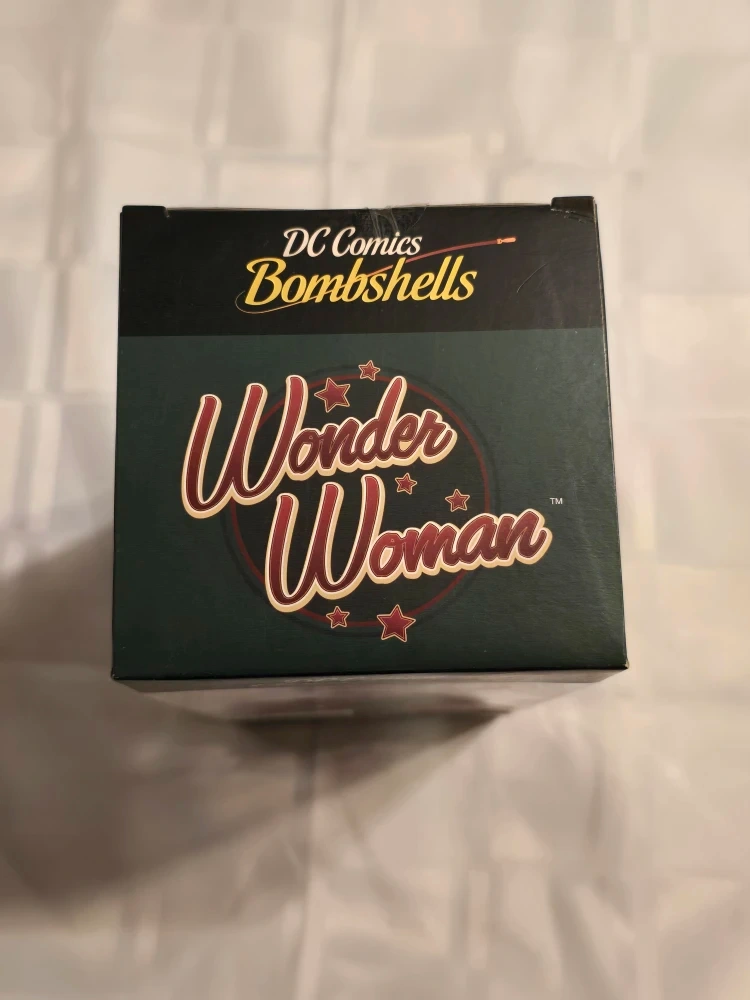 DC Comics
Bombshells
Wonder
Woman
TM